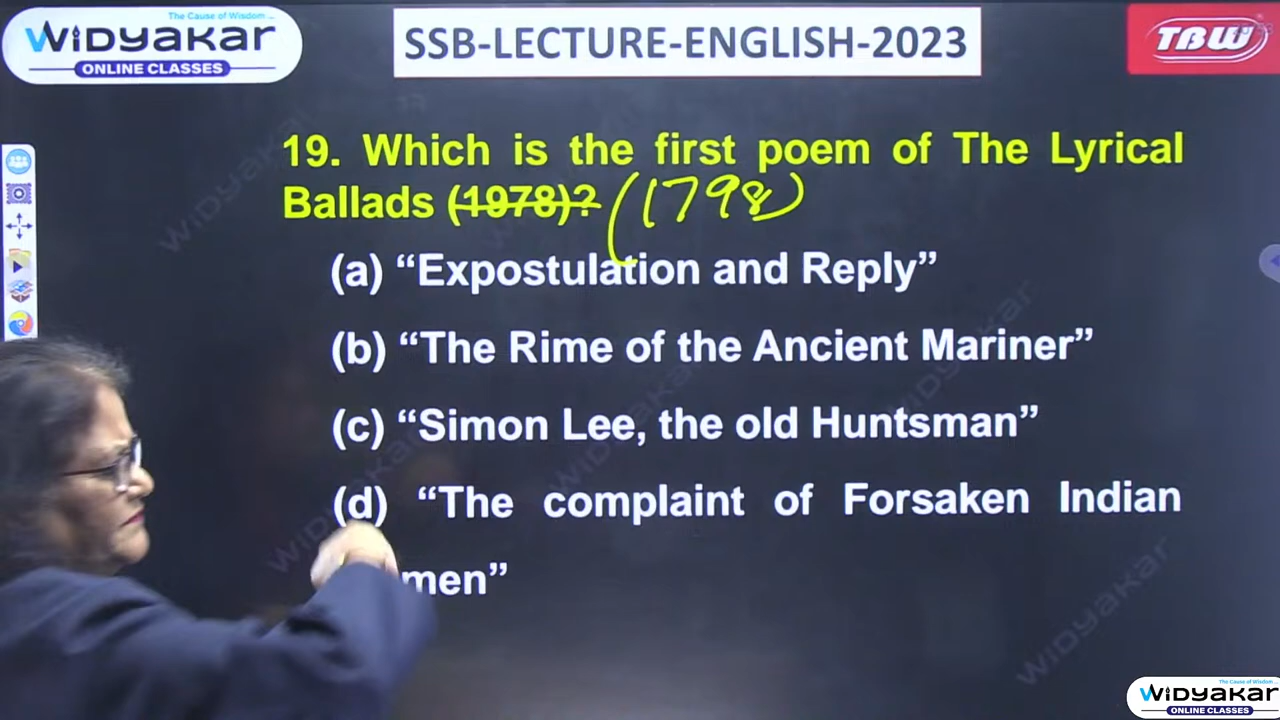 The Cause of Wisdom ...
WIDYAKAR
ONLINE CLASSES
SSB-LECTURE-ENGLISH-2023
TBW
19. Which is the first poem of The Lyrical
Ballads (1978)? (1798)
(a) “Expostulation and Reply”
(b) “The Rime of the Ancient Mariner”
(c) “Simon Lee, the old Huntsman”
(d) “The complaint of Forsaken Indian
men”
The Cause of Wisdom ...
WIDYAKAR
ONLINE CLASSES